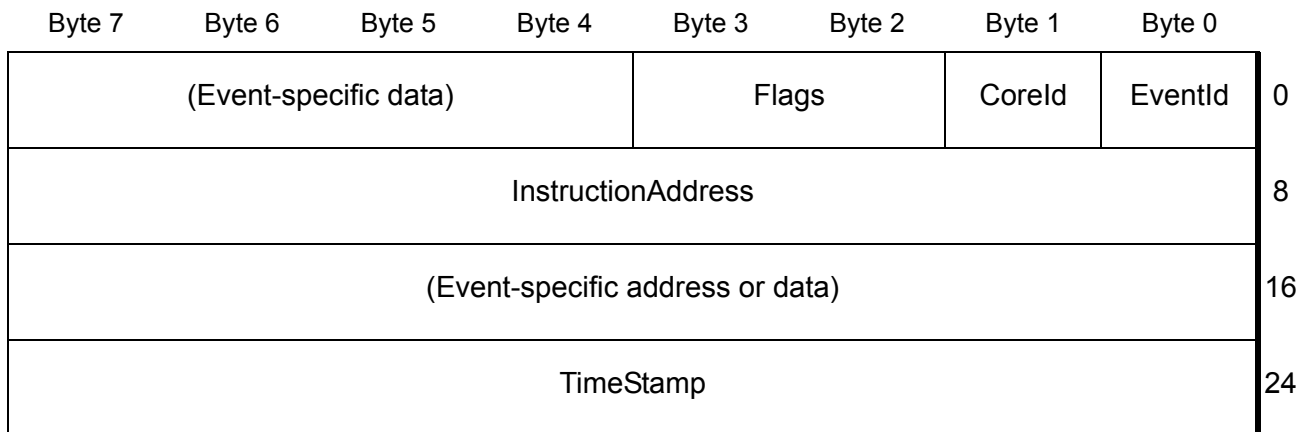 Byte 7 Byte 6 Byte 5 Byte 4 Byte 3 Byte 2 Byte 1 Byte 0
(Event-specific data) Flags CoreId EventId 0
InstructionAddress 8
(Event-specific address or data) 16
TimeStamp 24